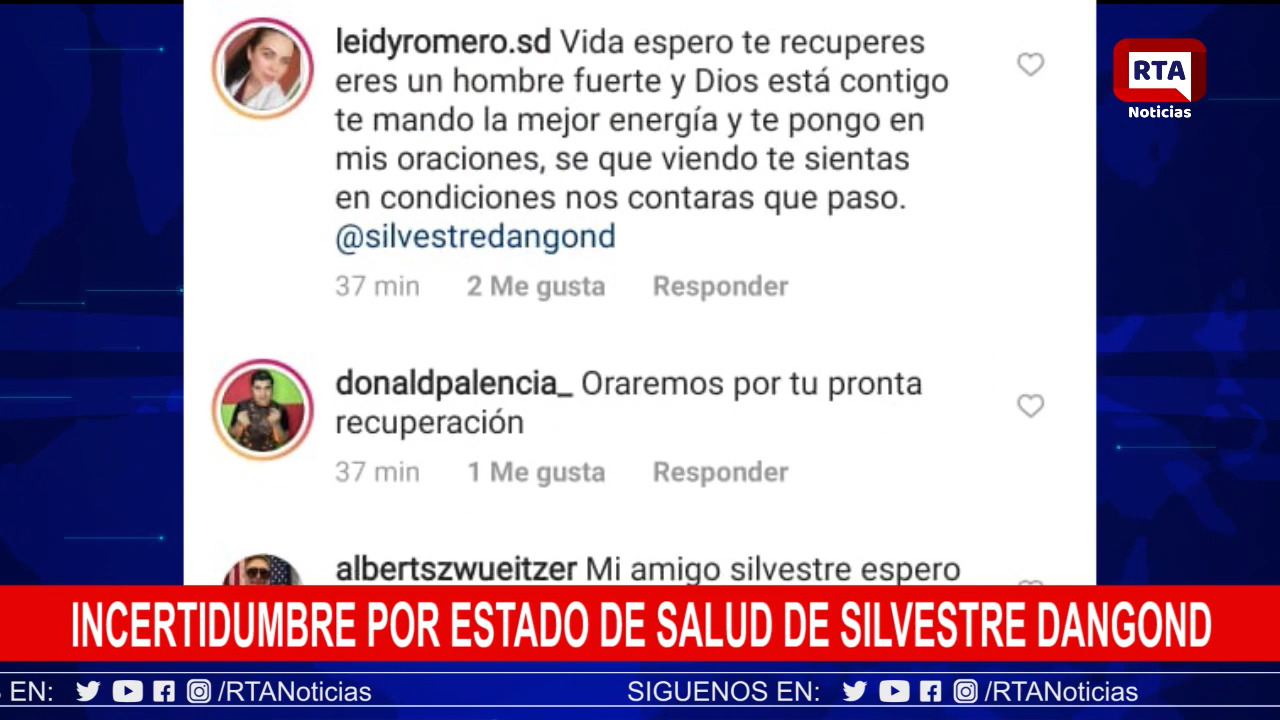 leidyromero.sd Vida espero te recuperes
eres un hombre fuerte y Dios está contigo
te mando la mejor energía y te pongo en
mis oraciones, se que viendo te sientas
en condiciones nos contaras que paso.
@silvestredangond
37 min 2 Me gusta Responder
donaldpalencia_ Oraremos por tu pronta
recuperación
37 min 1 Me gusta Responder
albertszwueitzer Mi amigo silvestre espero
RTA
Noticias
INCERTIDUMBRE POR ESTADO DE SALUD DE SILVESTRE DANGOND
S EN: /RTANoticias SIGUENOS EN: /RTANoticias